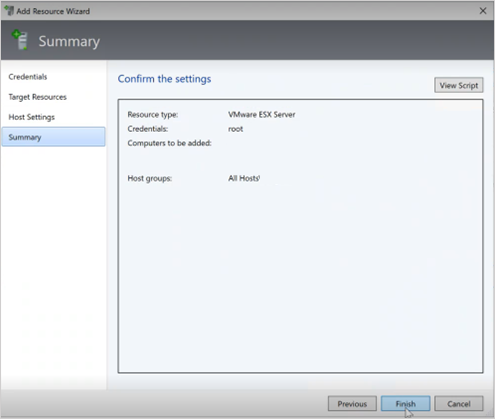 Add Resource Wizard
Summary
Credentials
Target Resources
Host Settings
Summary
Confirm the settings
View Script
Resource type: VMware ESX Server
Credentials: root
Computers to be added:
Host groups: All Hosts'
Previous Finish Cancel